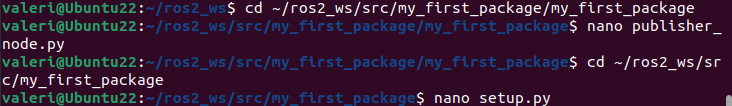 valeri@Ubuntu22:~/ros2_ws$ cd ~/ros2_ws/src/my_first_package/my_first_package
valeri@Ubuntu22:~/ros2_ws/src/my_first_package/my_first_package$ nano publisher_
node.py
valeri@Ubuntu22:~/ros2_ws/src/my_first_package/my_first_package$ cd ~/ros2_ws/sr
c/my_first_package
valeri@Ubuntu22:~/ros2_ws/src/my_first_package$ nano setup.py